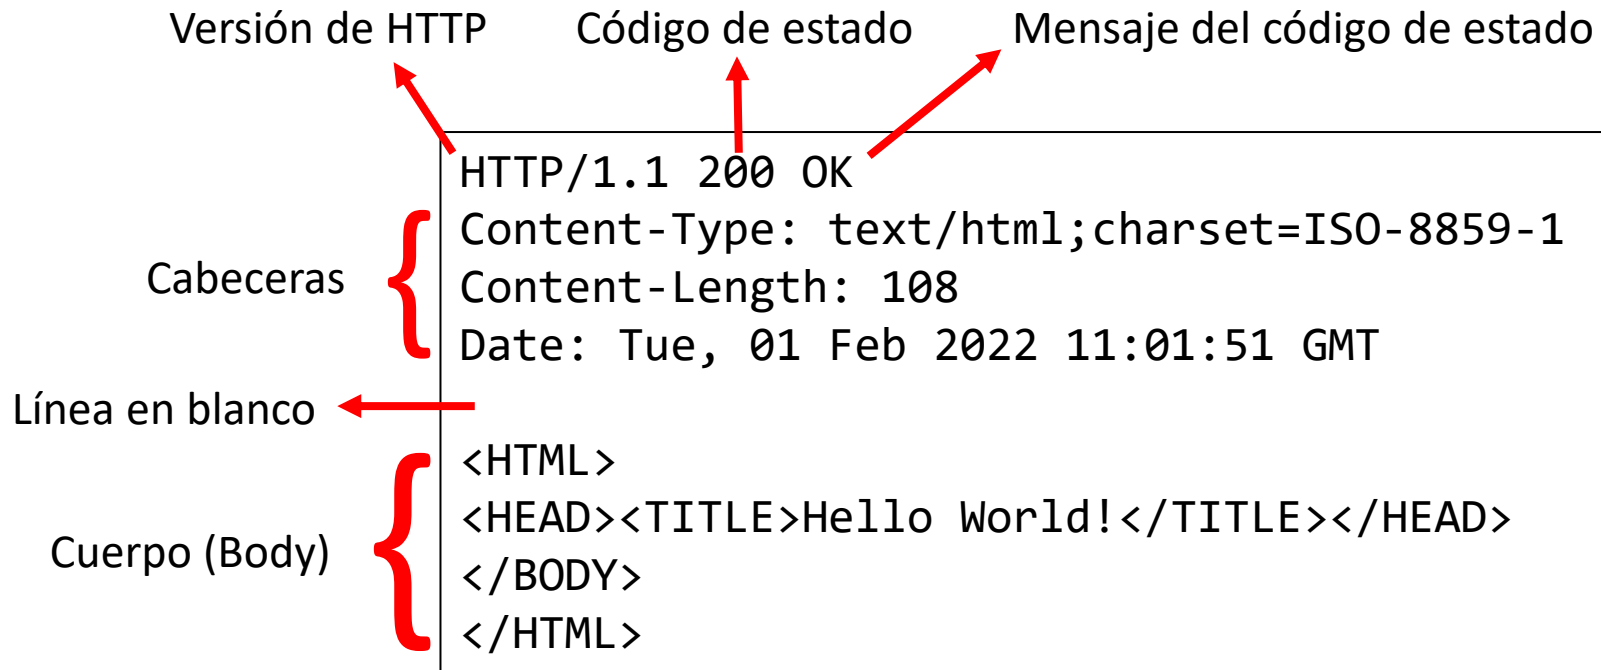 Versión de HTTP Código de estado Mensaje del código de estado
HTTP/1.1 200 OK
Content-Type: text/html;charset=ISO-8859-1
Cabeceras
Content-Length: 108
Date: Tue, 01 Feb 2022 11:01:51 GMT
Línea en blanco
<HTML>
<HEAD><TITLE>Hello World!</TITLE></HEAD>
Cuerpo (Body)
</BODY>
</HTML>